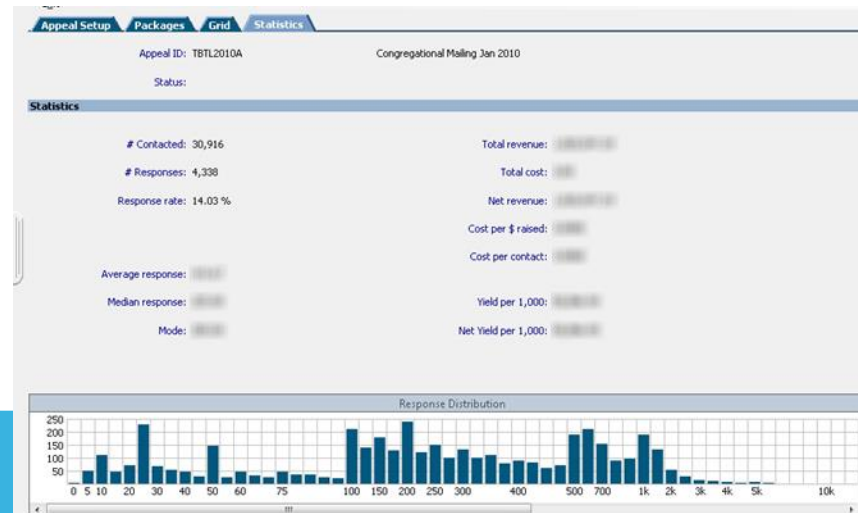 Appeal Setup Packages Grid Statistics
Appeal ID: TBTL2010A Congregational Mailing Jan 2010
Status:
Statistics
# Contacted: 30,916 Total revenue:
# Responses: 4,338 Total cost:
Response rate: 14.03 % Net revenue:
Cost per $ raised:
Cost per contact:
Average response:
Median response: Yield per 1,000:
Mode: Net Yield per 1,000:
Response Distribution
250
200
150
100
50
0 5 10 20 30 40 50 60 75 100 150 200 250 300 400 500 700 1k 2k 3k 4k 5k 10k